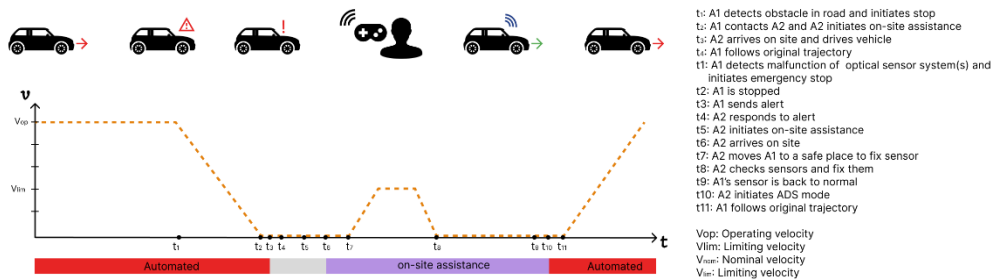 t₁: A1 detects obstacle in road and initiates stop
t₂: A1 contacts A2 and A2 initiates on-site assistance
t₃: A2 arrives on site and drives vehicle
t₄: A1 follows original trajectory
t1: A1 detects malfunction of optical sensor system(s) and
initiates emergency stop
t2: A1 is stopped
t3: A1 sends alert
t4: A2 responds to alert
t5: A2 initiates on-site assistance
t6: A2 arrives on site
t7: A2 moves A1 to a safe place to fix sensor
t8: A2 checks sensors and fix them
t9: A1's sensor is back to normal
t10: A2 initiates ADS mode
t11: A1 follows original trajectory
Vop: Operating velocity
Vlim: Limiting velocity
Vnom: Nominal velocity
Vlim: Limiting velocity
!
v
Vop
Vlim
t₁ t₂ t₃ t₄ t₅ t₆ t₇ t₈ t₈ t₁₀ t₁₁ t
Automated on-site assistance Automated